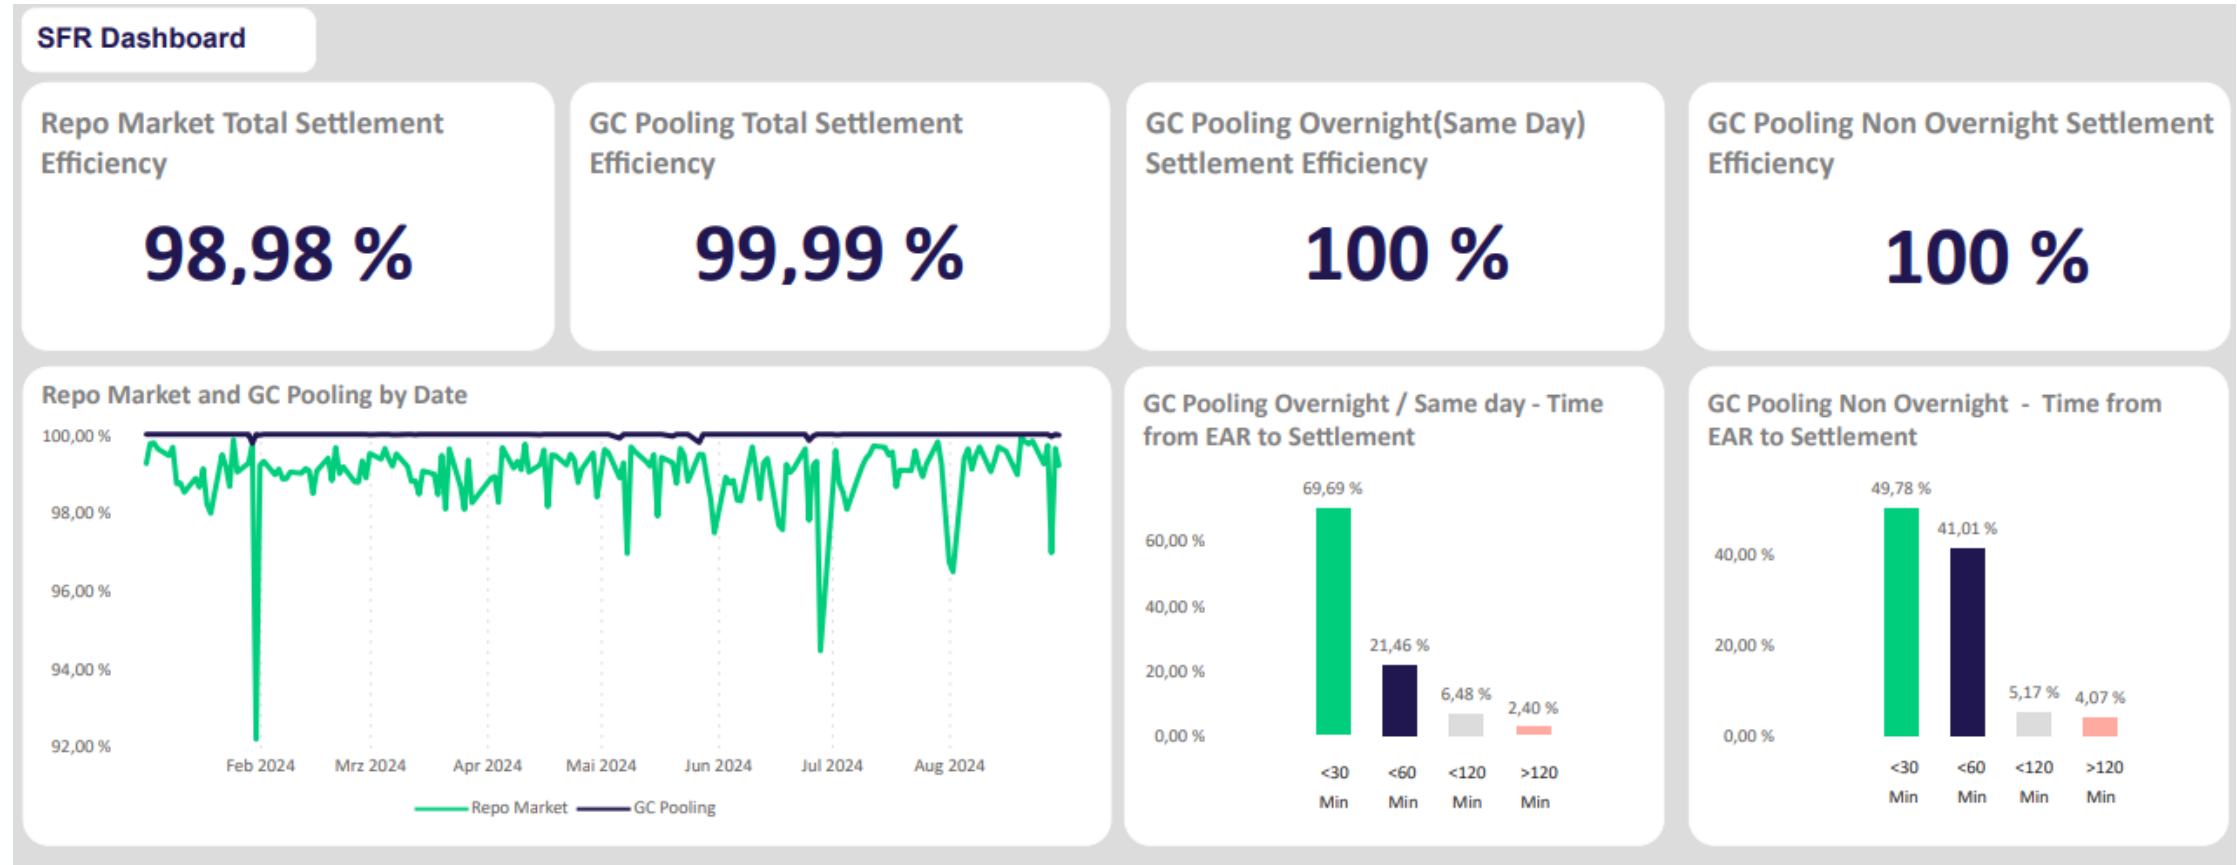 SFR Dashboard
Repo Market Total Settlement
Efficiency
98,98 %
GC Pooling Total Settlement
Efficiency
99,99 %
GC Pooling Overnight(Same Day)
Settlement Efficiency
100 %
GC Pooling Non Overnight Settlement
Efficiency
100 %
Repo Market and GC Pooling by Date
100,00 %
98,00 %
96,00 %
94,00 %
92,00 %
Feb 2024 Mrz 2024 Apr 2024 Mai 2024 Jun 2024 Jul 2024 Aug 2024
Repo Market GC Pooling
GC Pooling Overnight / Same day - Time
from EAR to Settlement
69,69 %
60,00 %
40,00 %
21,46 %
20,00 %
6,48 %
2,40 %
0,00 %
<30 <60 <120 >120
Min Min Min Min
GC Pooling Non Overnight - Time from
EAR to Settlement
49,78 %
41,01 %
40,00 %
20,00 %
5,17 %
4,07 %
0,00 %
<30 <60 <120 >120
Min Min Min Min